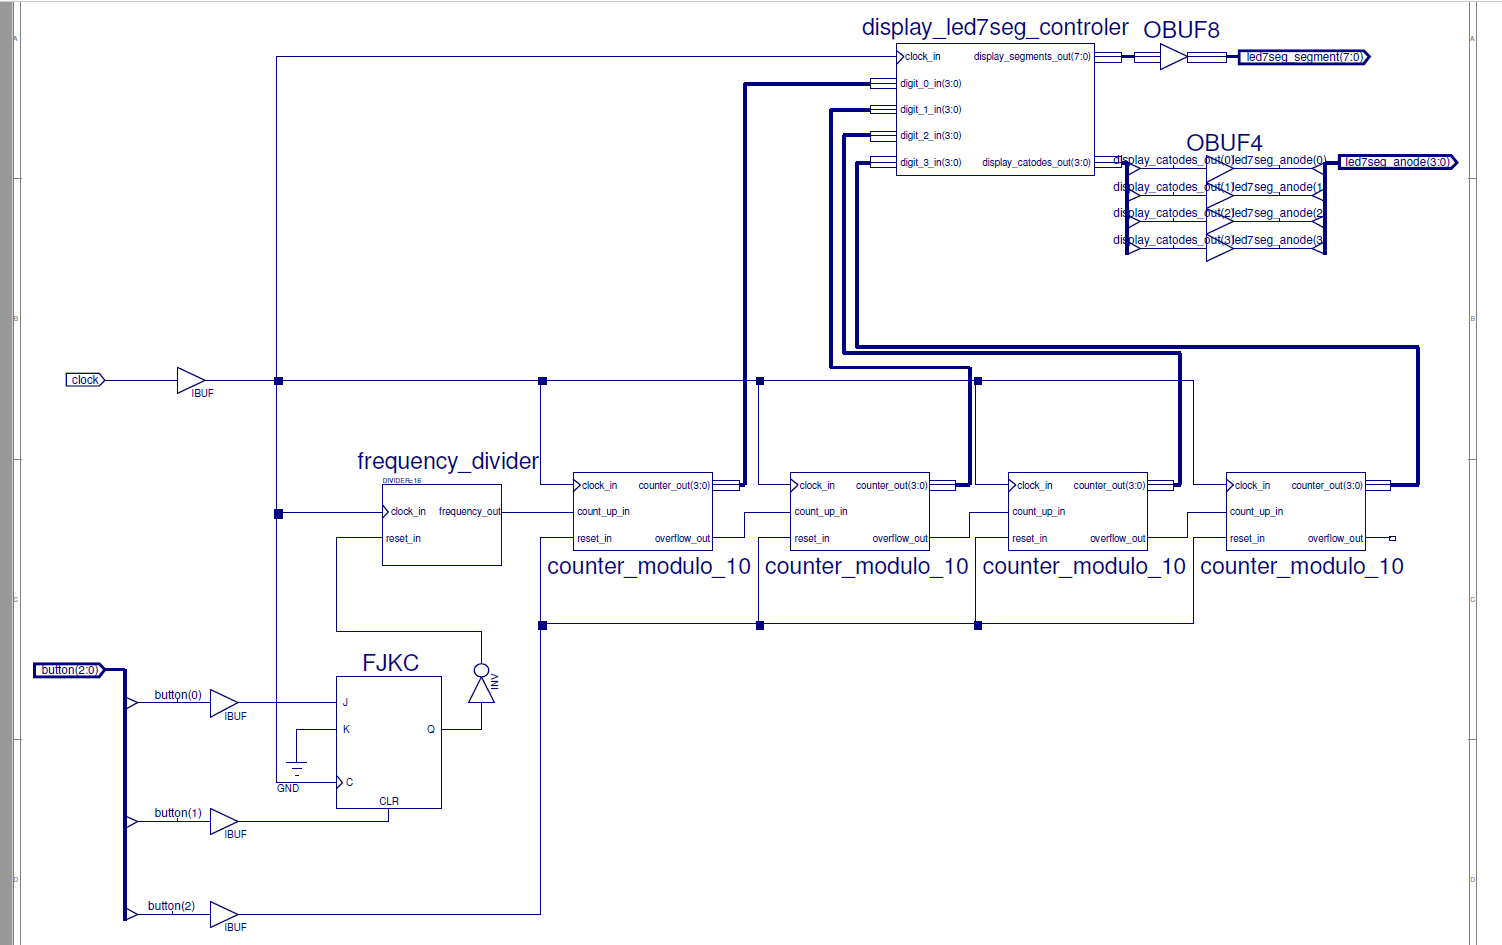 display_led7seg_controler
OBUF8
clock_in
display_segments_out(7:0)
led7seg_segment(7:0)
digit_0_in(3:0)
digit_1_in(3:0)
digit_2_in(3:0)
digit_3_in(3:0)
display_catodes_out(3:0)
OBUF4
display_catodes_out(0)
led7seg_anode(0)
led7seg_anode(3:0)
display_catodes_out(1)
led7seg_anode(1
display_catodes_out(2)
led7seg_anode(2
display_catodes_out(3)
led7seg_anode(3
clock
IBUF
frequency_divider
DIVIDER=16
clock_in
frequency_out
reset_in
clock_in
counter_out(3:0)
count_up_in
reset_in
overflow_out
counter_modulo_10
clock_in
counter_out(3:0)
count_up_in
reset_in
overflow_out
counter_modulo_10
clock_in
counter_out(3:0)
count_up_in
reset_in
overflow_out
counter_modulo_10
clock_in
counter_out(3:0)
count_up_in
reset_in
overflow_out
counter_modulo_10
button(2:0)
FJKC
INV
button(0)
IBUF
J
K
Q
GND
C
CLR
button(1)
IBUF
button(2)
IBUF
A
A
B
B
C
C
D
D